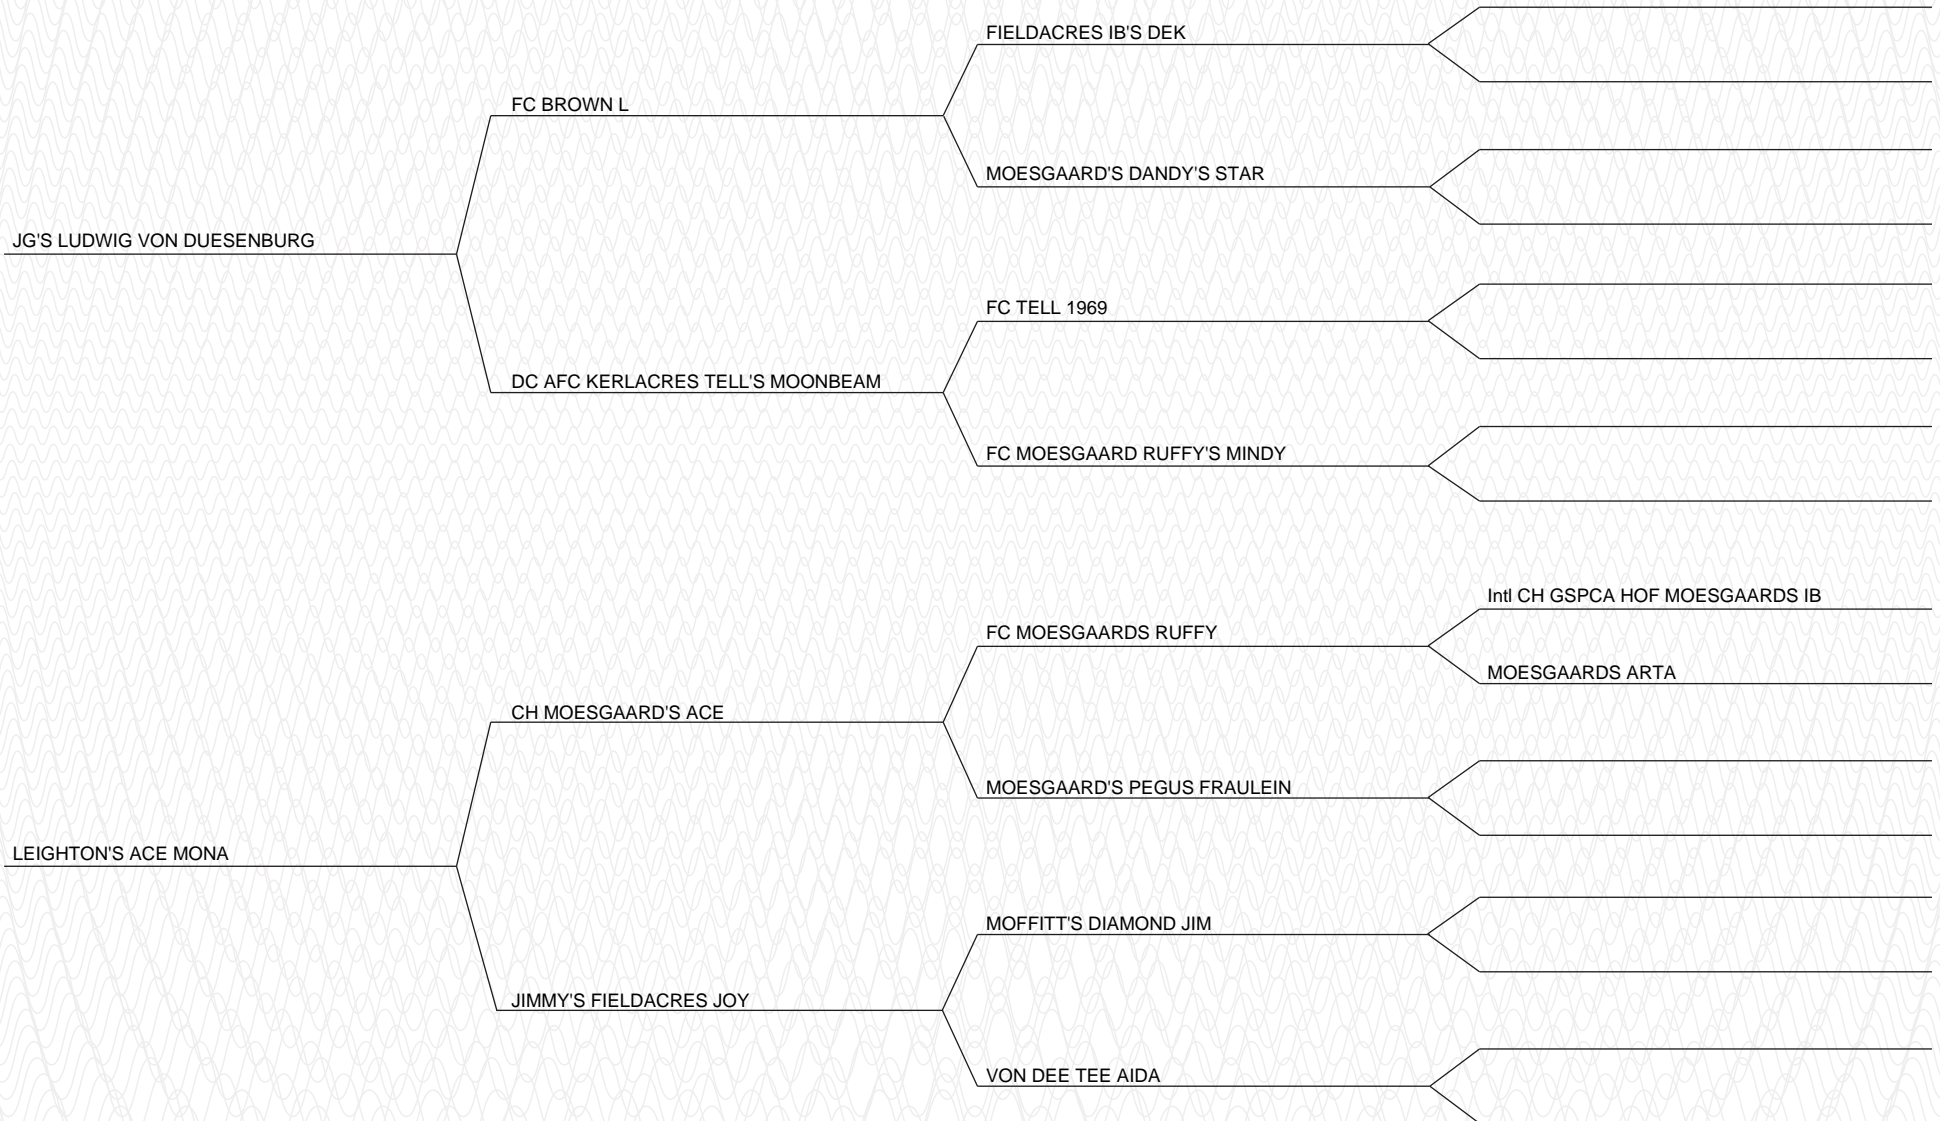 FIELDACRES IB'S DEK
FC BROWN L
MOESGAARD'S DANDY'S STAR
JG'S LUDWIG VON DUESENBURG
FC TELL 1969
DC AFC KERLACRES TELL'S MOONBEAM
FC MOESGAARD RUFFY'S MINDY
Intl CH GSPCA HOF MOESGAARDS IB
FC MOESGAARDS RUFFY
MOESGAARDS ARTA
CH MOESGAARD'S ACE
MOESGAARD'S PEGUS FRAULEIN
LEIGHTON'S ACE MONA
MOFFITT'S DIAMOND JIM
JIMMY'S FIELDACRES JOY
VON DEE TEE AIDA